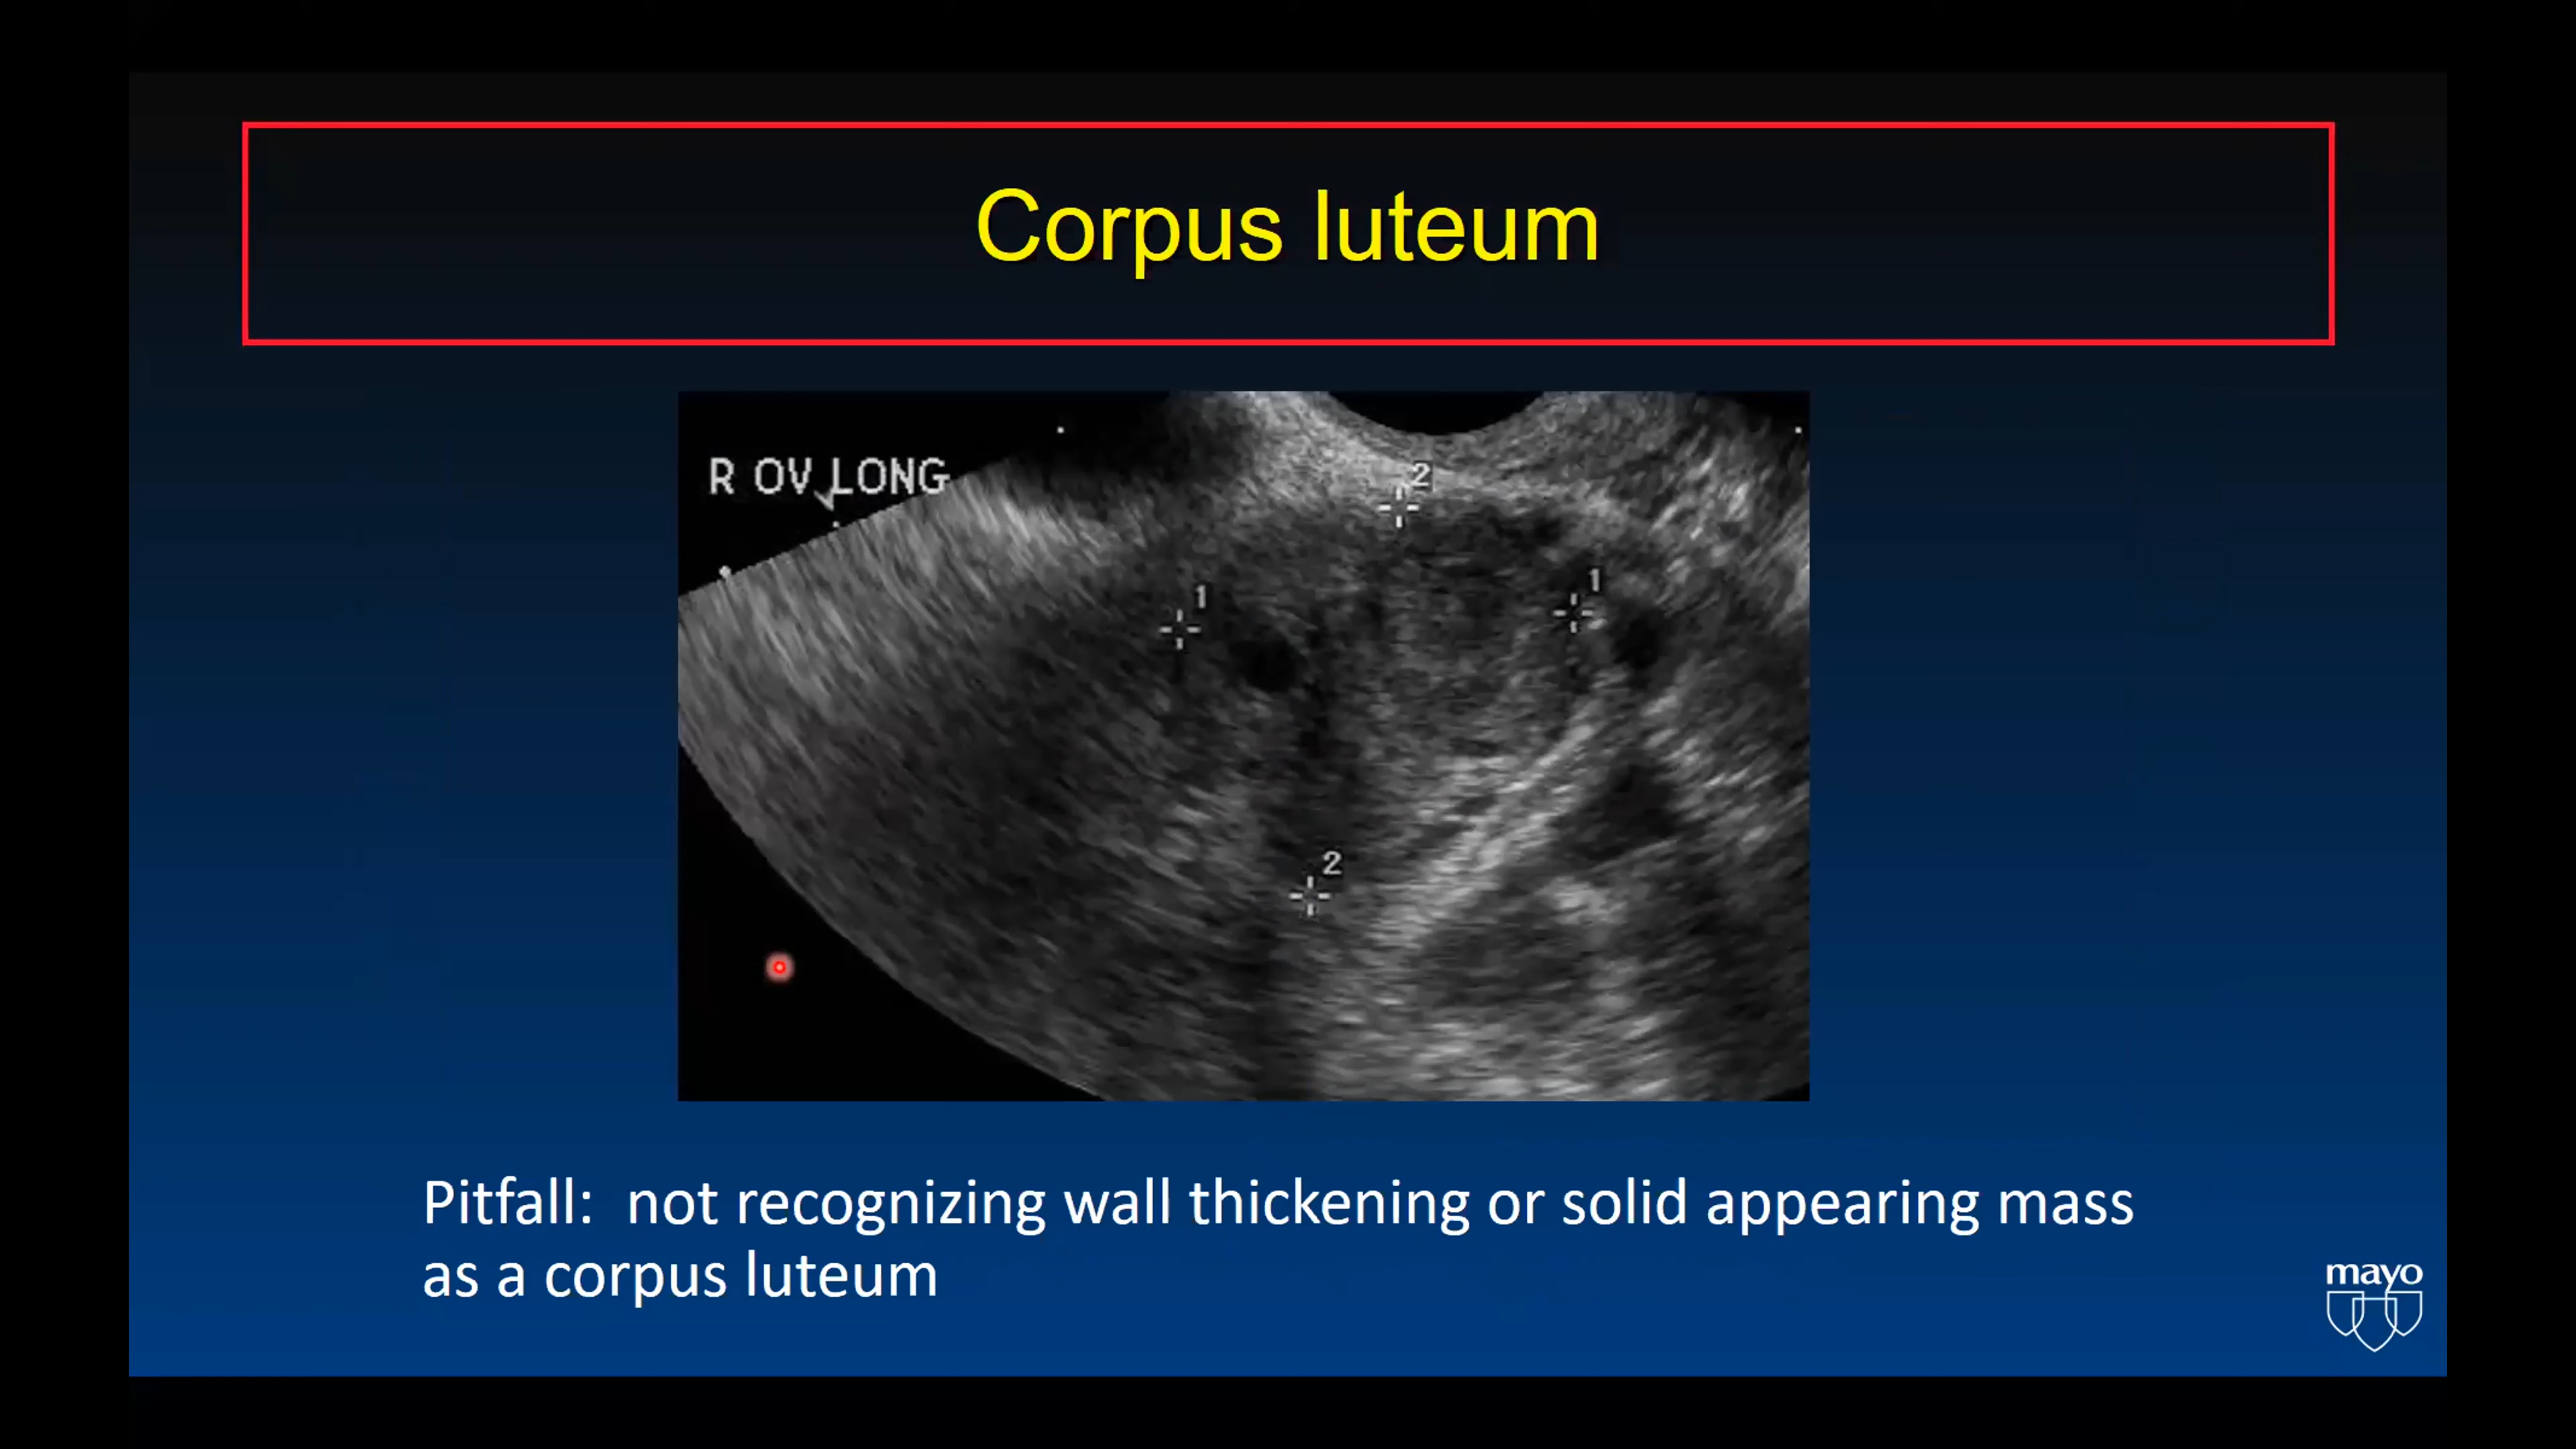 Corpus luteum
R OV LONG
2
1
1
2
Pitfall:  not recognizing wall thickening or solid appearing mass
as a corpus luteum
mayo